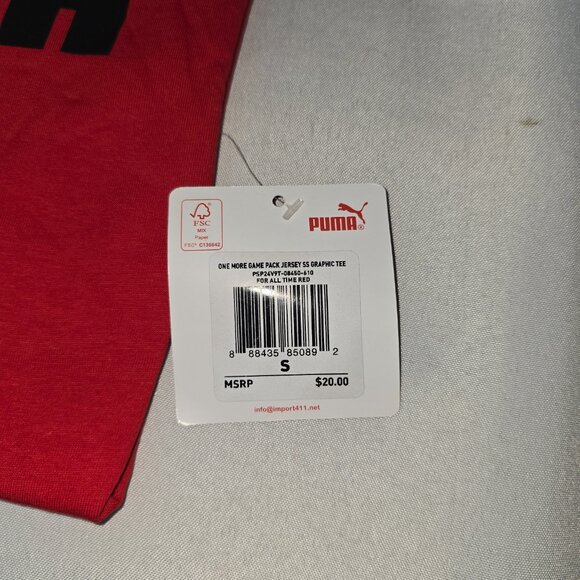 A
FSC
MIX
Paper
FSC® C136642
PUMA®
ONE MORE GAME PACK JERSEY SS GRAPHIC TEE
PSP24V9T-08450-610
FOR ALL TIME RED
8 88435 85089 2
S
MSRP $20.00
info@import411.net